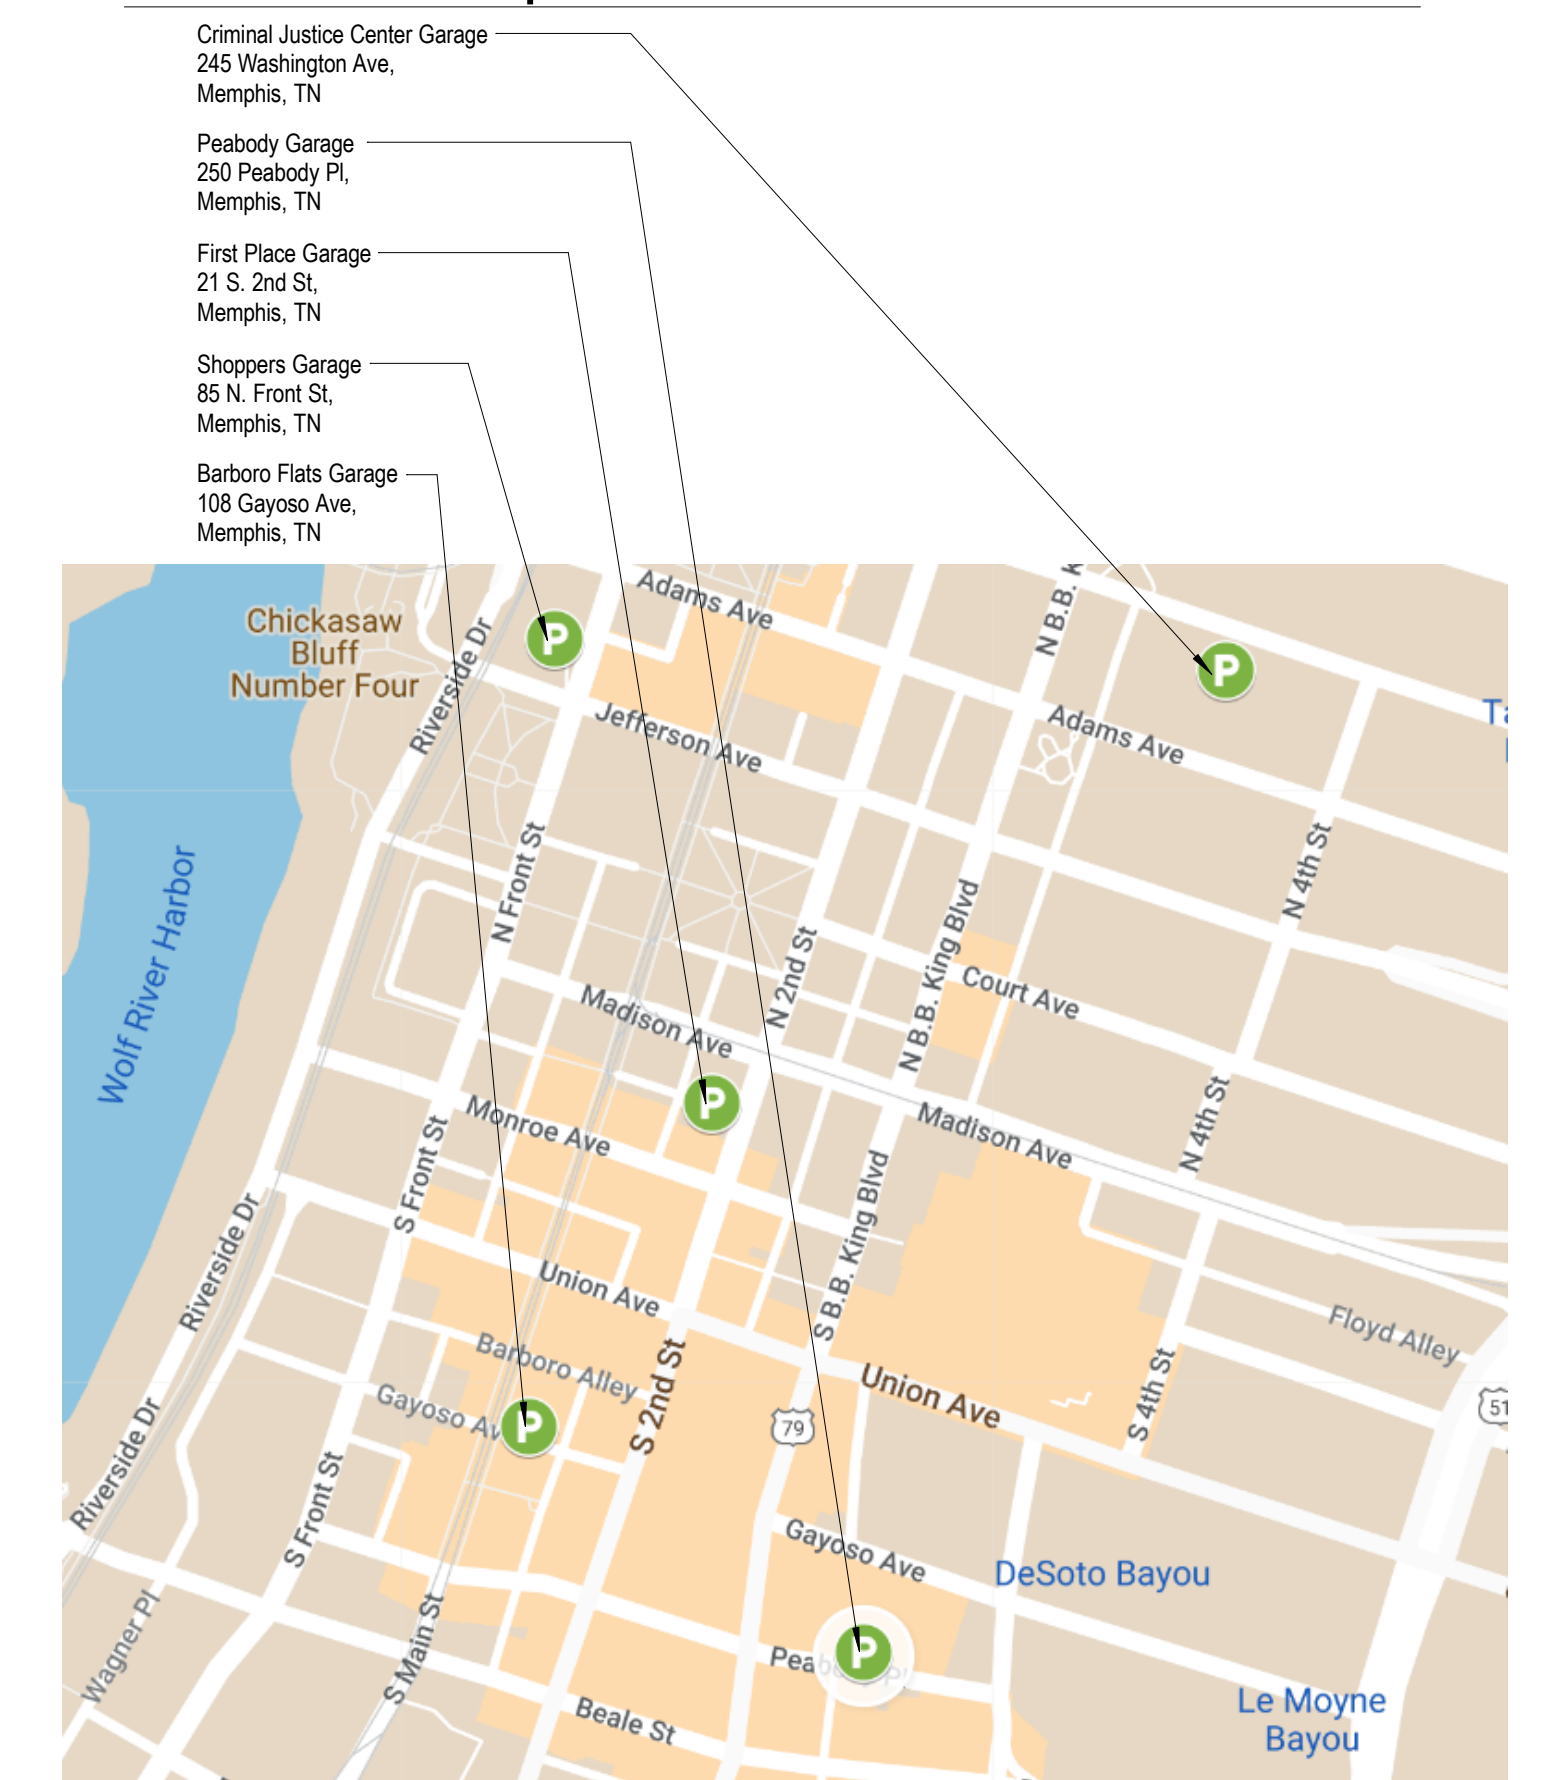 Criminal Justice Center Garage
245 Washington Ave,
Memphis, TN
Peabody Garage
250 Peabody Pl,
Memphis, TN
First Place Garage
21 S. 2nd St,
Memphis, TN
Shoppers Garage
85 N. Front St,
Memphis, TN
Barboro Flats Garage
108 Gayoso Ave,
Memphis, TN
Adams Ave
N B.B.
Chickasaw
Bluff
Number Four
Riverside Dr
P
P
Jefferson Ave
Adams Ave
Wolf River Harbor
N Front St
N 4th St
N 2nd St
N B.B. King Blvd
Court Ave
Madison Ave
P
Monroe Ave
S Front St
Madison Ave
N 4th St
Riverside Dr
S B.B. King Blvd
Union Ave
Floyd Alley
Barboro Alley
S 2nd St
Union Ave
S 4th St
51
Gayoso Av
P
79
Riverside Dr
S Front St
Gayoso Ave
DeSoto Bayou
Wagner Pl
S Main St
P
Peabody Pl
Beale St
Le Moyne
Bayou